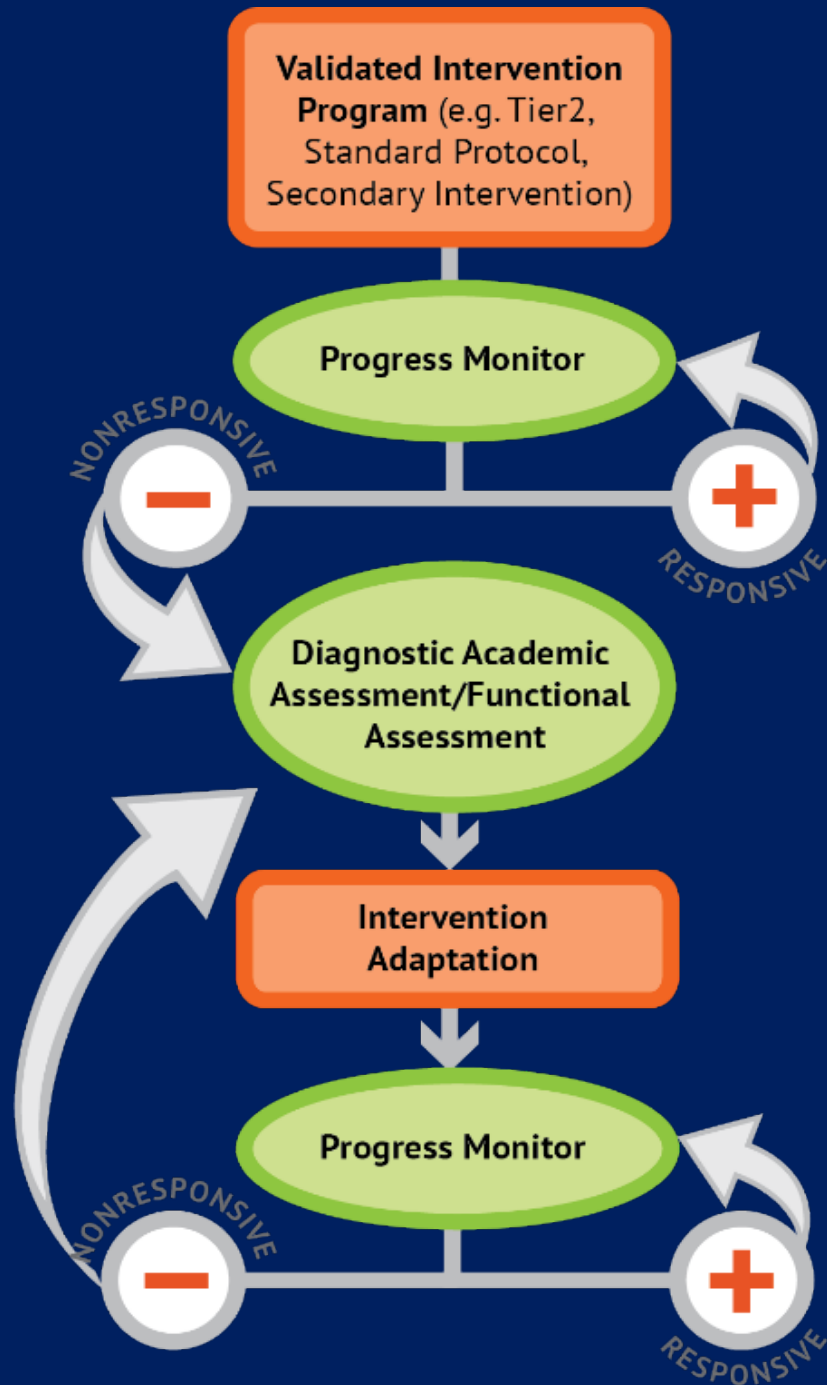 Validated Intervention
Program (e.g. Tier2,
Standard Protocol,
Secondary Intervention)
Progress Monitor
NONRESPONSIVE
RESPONSIVE
Diagnostic Academic
Assessment/Functional
Assessment
Intervention
Adaptation
Progress Monitor
NONRESPONSIVE
RESPONSIVE